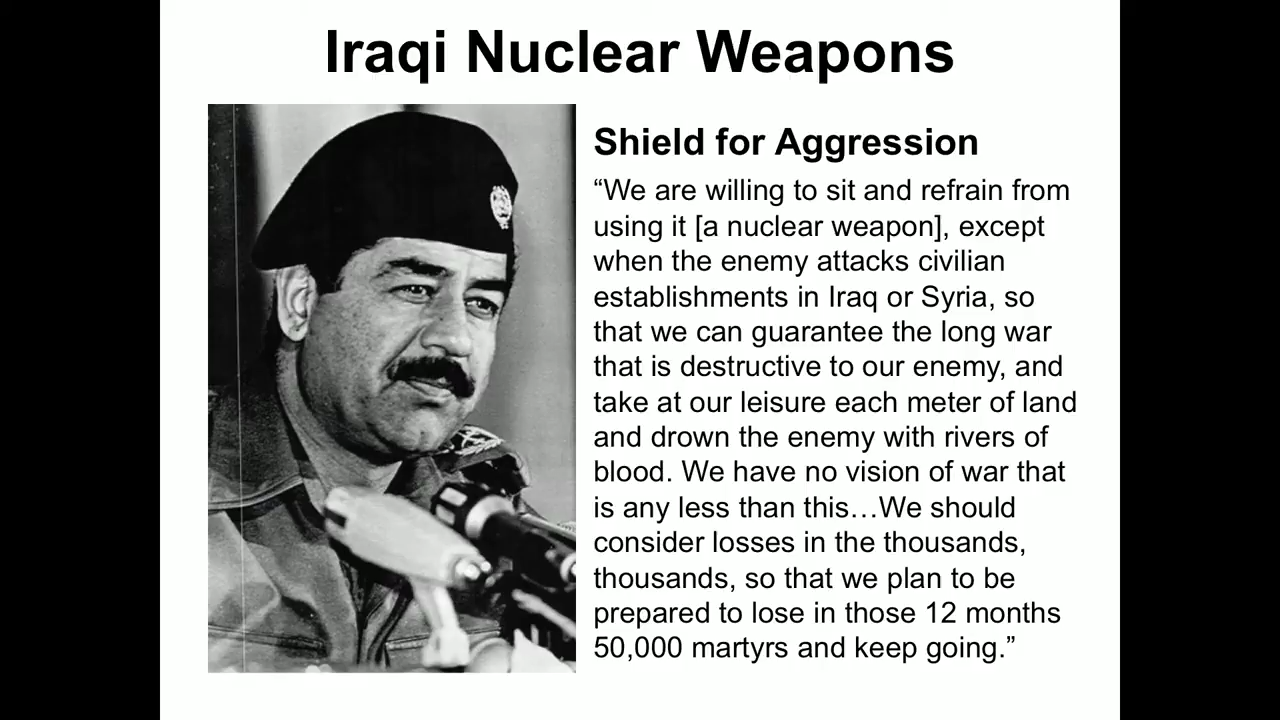 Iraqi Nuclear Weapons
Shield for Aggression
“We are willing to sit and refrain from
using it [a nuclear weapon], except
when the enemy attacks civilian
establishments in Iraq or Syria, so
that we can guarantee the long war
that is destructive to our enemy, and
take at our leisure each meter of land
and drown the enemy with rivers of
blood. We have no vision of war that
is any less than this…We should
consider losses in the thousands,
thousands, so that we plan to be
prepared to lose in those 12 months
50,000 martyrs and keep going.”